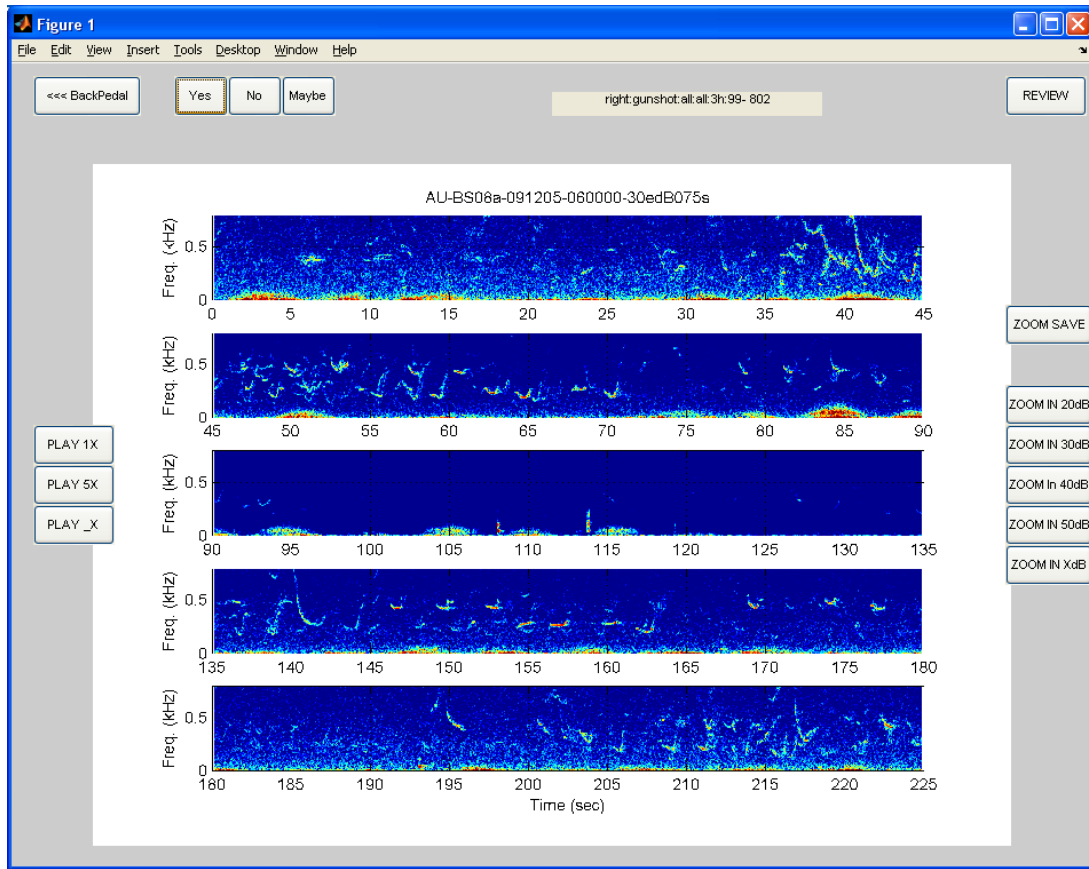 Figure 1
File Edit View Insert Tools Desktop Window Help
<<< BackPedal
Yes
No
Maybe
right:gunshot:all:all:3h:99- 802
REVIEW
AU-BS08a-091205-060000-30edB075s
Freq. (kHz)
0.5
0
0 5 10 15 20 25 30 35 40 45
ZOOM SAVE
Freq. (kHz)
0.5
0
45 50 55 60 65 70 75 80 85 90
ZOOM IN 20dB
PLAY 1X
ZOOM IN 30dB
PLAY 5X
ZOOM In 40dB
PLAY _X
ZOOM IN 50dB
ZOOM IN XdB
Freq. (kHz)
0.5
0
90 95 100 105 110 115 120 125 130 135
Freq. (kHz)
0.5
0
135 140 145 150 155 160 165 170 175 180
Freq. (kHz)
0.5
0
180 185 190 195 200 205 210 215 220 225
Time (sec)